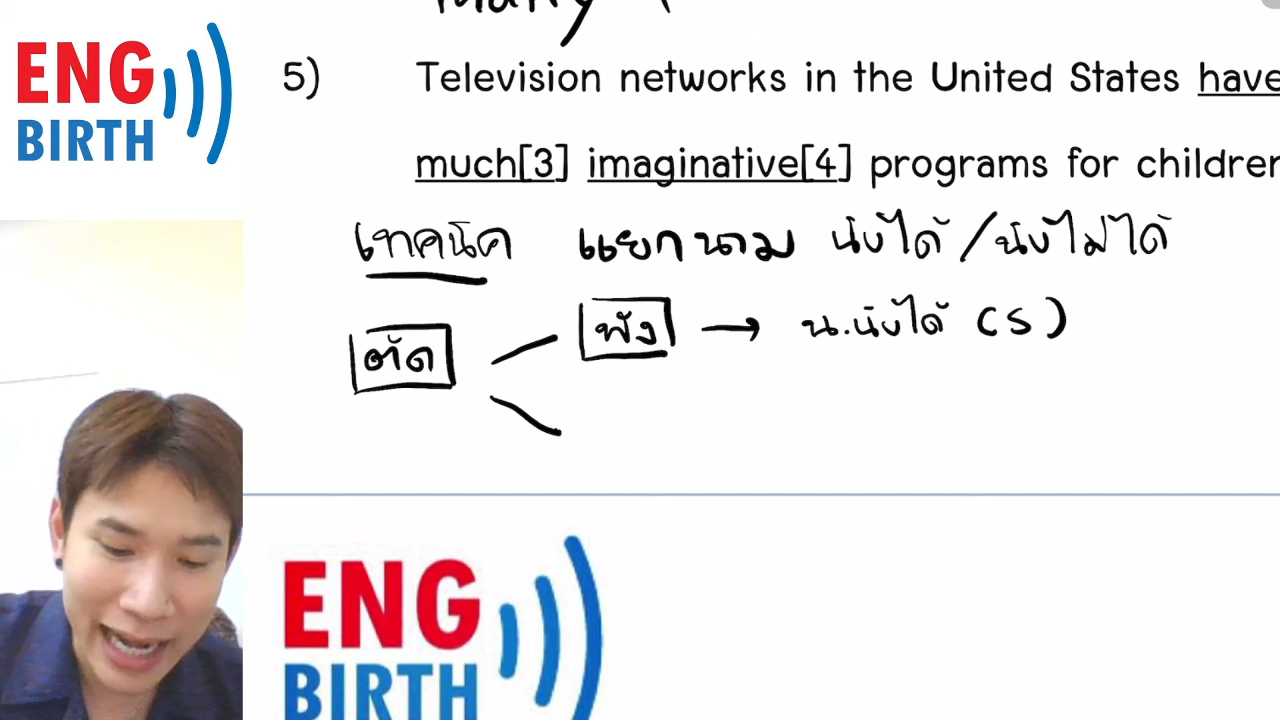 many
ENG
BIRTH
5) Television networks in the United States have
much[3] imaginative[4] programs for children
เทคนิค แยกนาม นับได้ / นับไม่ได้
ตัด พัง → น.นับได้ (s)
ENG
BIRTH